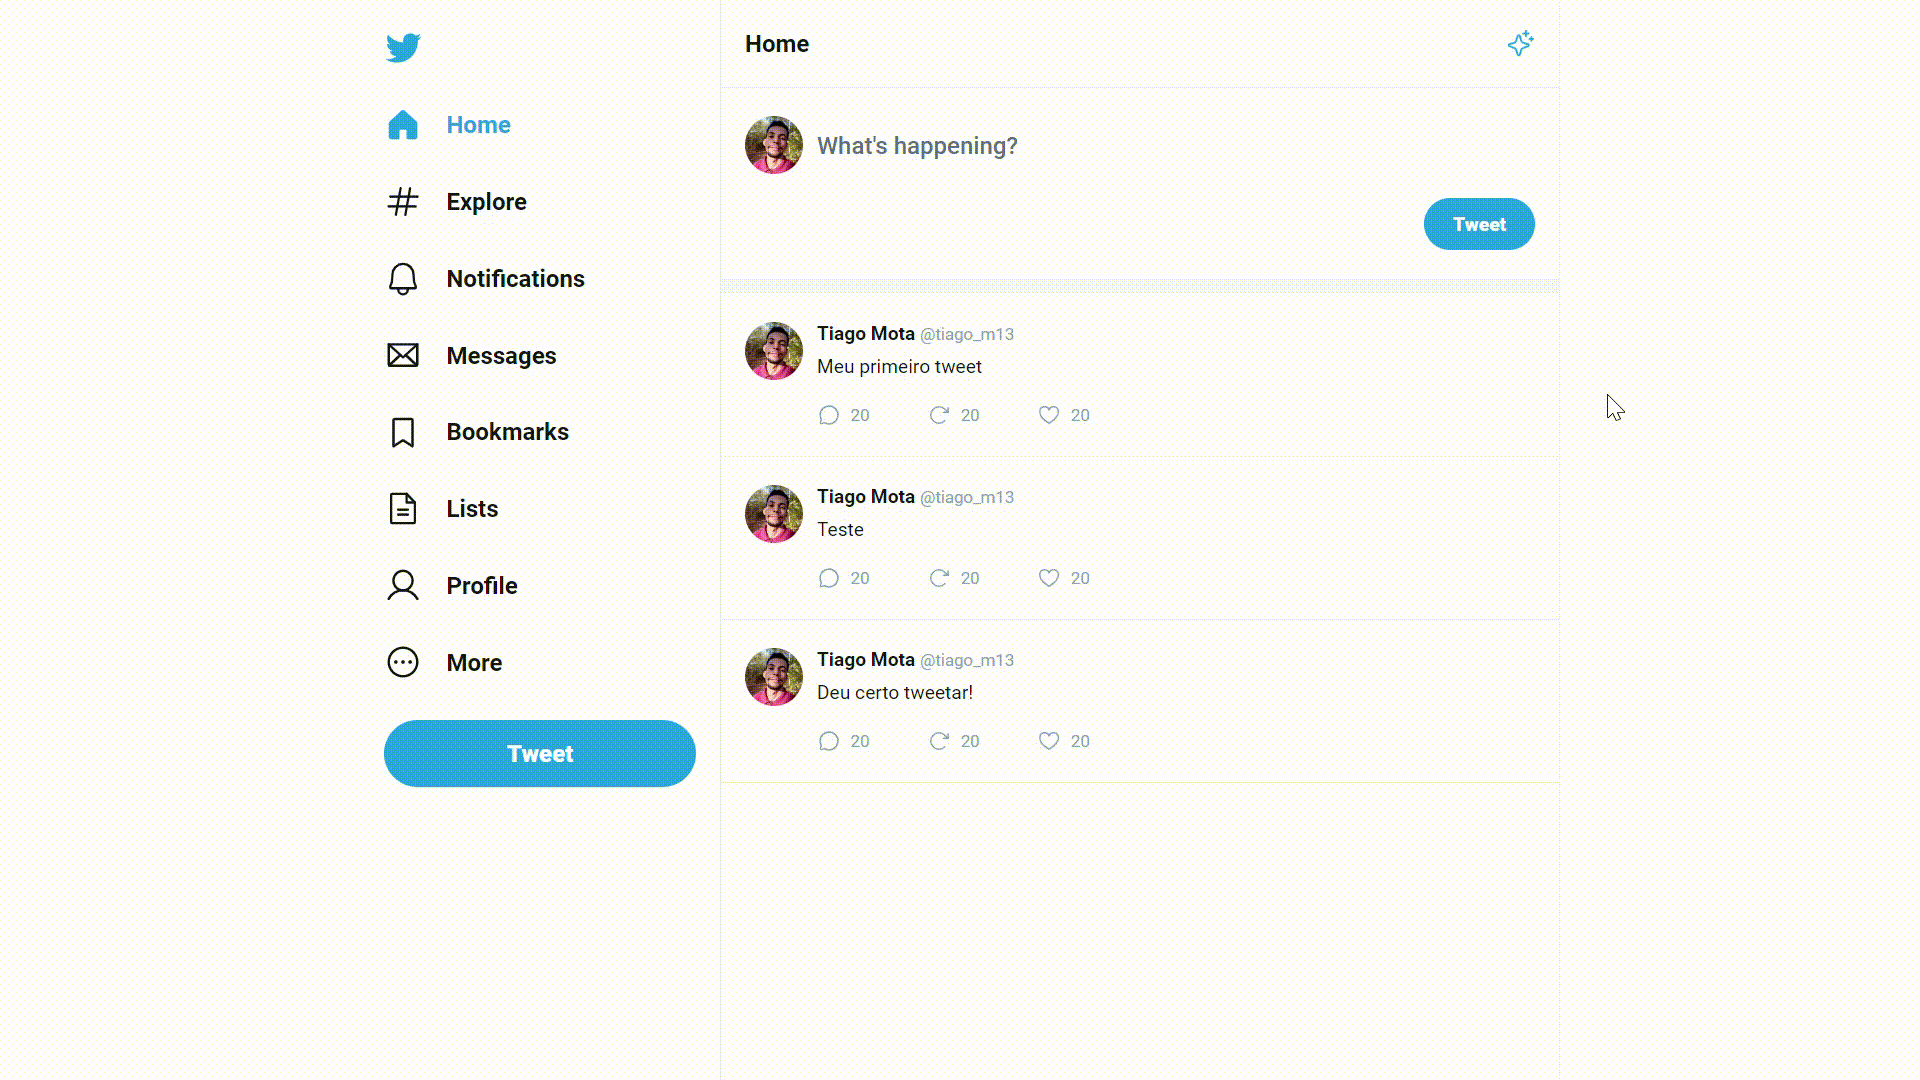 Home
Explore
Notifications
Messages
Bookmarks
Lists
Profile
More
Tweet
Home
What's happening?
Tweet
Tiago Mota @tiago_m13
Meu primeiro tweet
20 20 20
Tiago Mota @tiago_m13
Teste
20 20 20
Tiago Mota @tiago_m13
Deu certo tweetar!
20 20 20